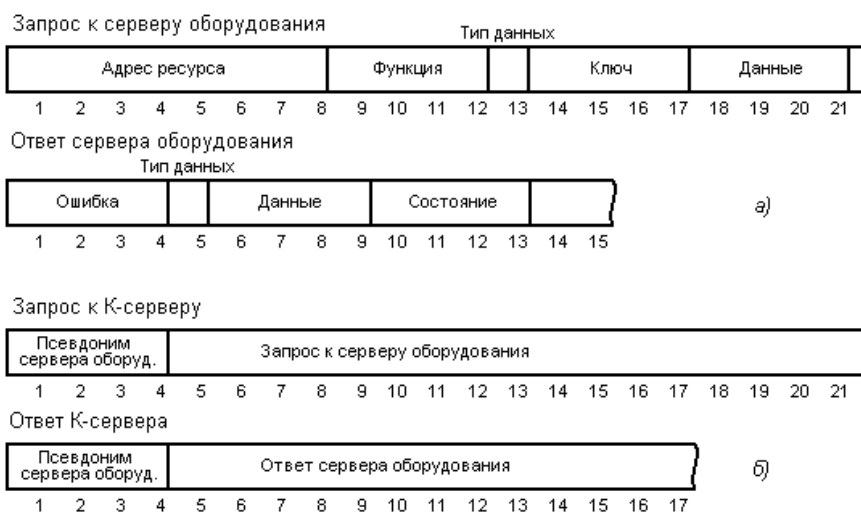 Запрос к серверу оборудования
Тип данных
Адрес ресурса Функция Ключ Данные
1 2 3 4 5 6 7 8 9 10 11 12 13 14 15 16 17 18 19 20 21
Ответ сервера оборудования
Тип данных
Ошибка Данные Состояние
а)
1 2 3 4 5 6 7 8 9 10 11 12 13 14 15
Запрос к К-серверу
Псевдоним
сервера оборуд.
Запрос к серверу оборудования
1 2 3 4 5 6 7 8 9 10 11 12 13 14 15 16 17 18 19 20 21
Ответ К-сервера
Псевдоним
сервера оборуд.
Ответ сервера оборудования
б)
1 2 3 4 5 6 7 8 9 10 11 12 13 14 15 16 17